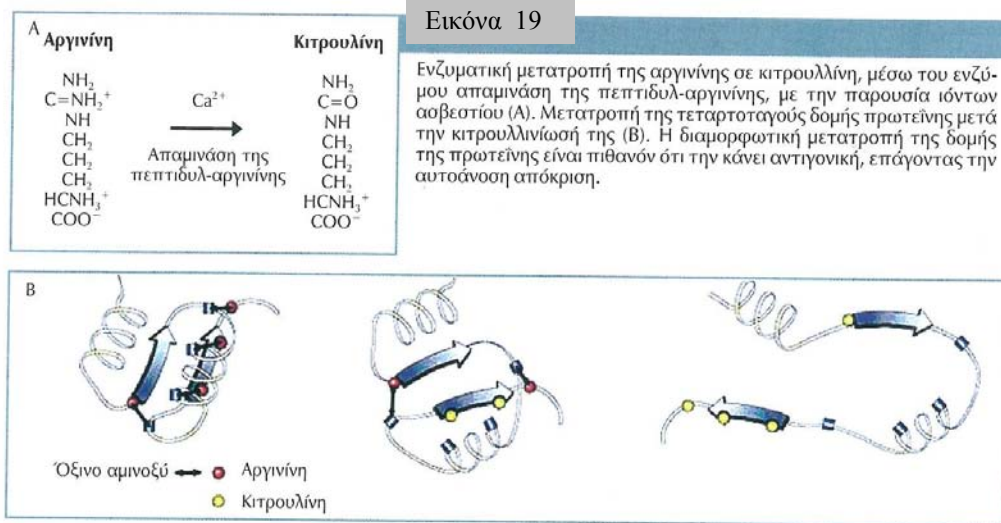 Εικόνα 19
Α
Αργινίνη
NH₂
C=NH₂⁺
NH
CH₂
CH₂
CH₂
HCNH₃⁺
COO⁻
Ca²⁺
Απαμινάση της
πεπτιδυλ-αργινίνης
Κιτρουλίνη
NH₂
C=O
NH
CH₂
CH₂
CH₂
HCNH₃⁺
COO⁻
Ενζυματική μετατροπή της αργινίνης σε κιτρουλλίνη, μέσω του ενζύ-
μου απαμινάση της πεπτιδυλ-αργινίνης, με την παρουσία ιόντων
ασβεστίου (Α). Μετατροπή της τεταρτοταγούς δομής πρωτεΐνης μετά
την κιτρουλλινίωσή της (Β). Η διαμορφωτική μετατροπή της δομής
της πρωτεΐνης είναι πιθανόν ότι την κάνει αντιγονική, επάγοντας την
αυτοάνοση απόκριση.
Β
Όξινο αμινοξύ
Αργινίνη
Κιτρουλίνη